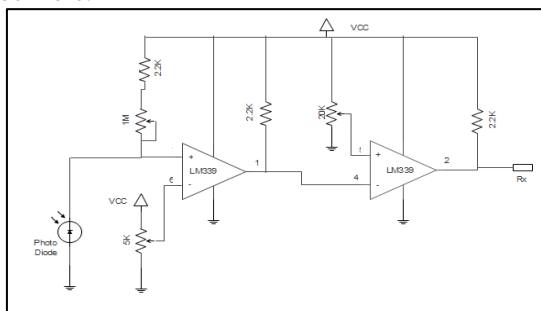 VCC
2.2K
1M
2.2K
20K
2.2K
+
LM339
-
6
1
+
LM339
-
4
2
Rx
VCC
5K
Photo
Diode